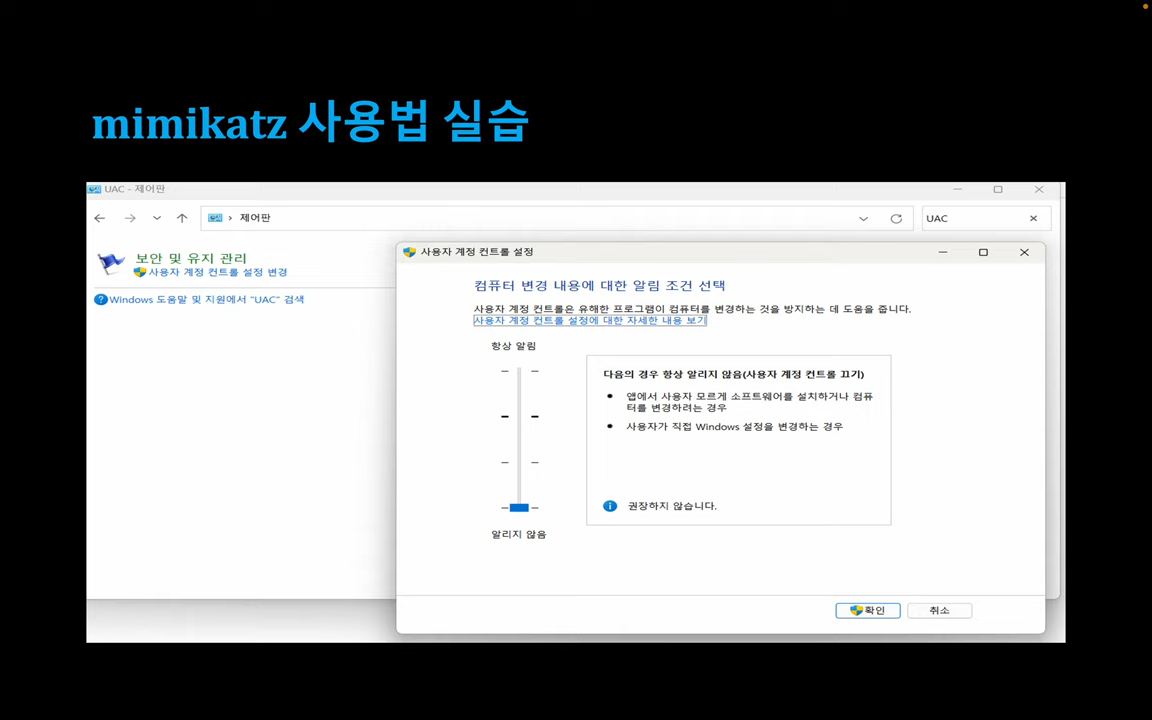 mimikatz 사용법 실습
UAC - 제어판
제어판
UAC
보안 및 유지 관리
사용자 계정 컨트롤 설정 변경
Windows 도움말 및 지원에서 "UAC" 검색
사용자 계정 컨트롤 설정
컴퓨터 변경 내용에 대한 알림 조건 선택
사용자 계정 컨트롤은 유해한 프로그램이 컴퓨터를 변경하는 것을 방지하는 데 도움을 줍니다.
사용자 계정 컨트롤 설정에 대한 자세한 내용 보기
항상 알림
다음의 경우 항상 알리지 않음(사용자 계정 컨트롤 끄기)
• 앱에서 사용자 모르게 소프트웨어를 설치하거나 컴퓨
터를 변경하려는 경우
• 사용자가 직접 Windows 설정을 변경하는 경우
권장하지 않습니다.
알리지 않음
확인
취소